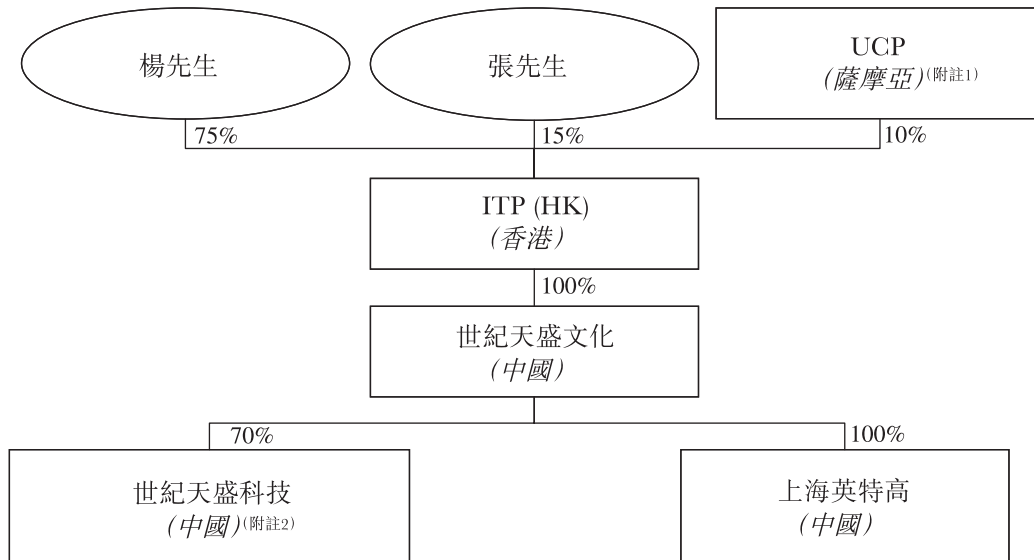 楊先生
張先生
UCP
(薩摩亞)(附註1)
75%
15%
10%
ITP (HK)
(香港)
100%
世紀天盛文化
(中國)
70%
100%
世紀天盛科技
(中國)(附註2)
上海英特高
(中國)